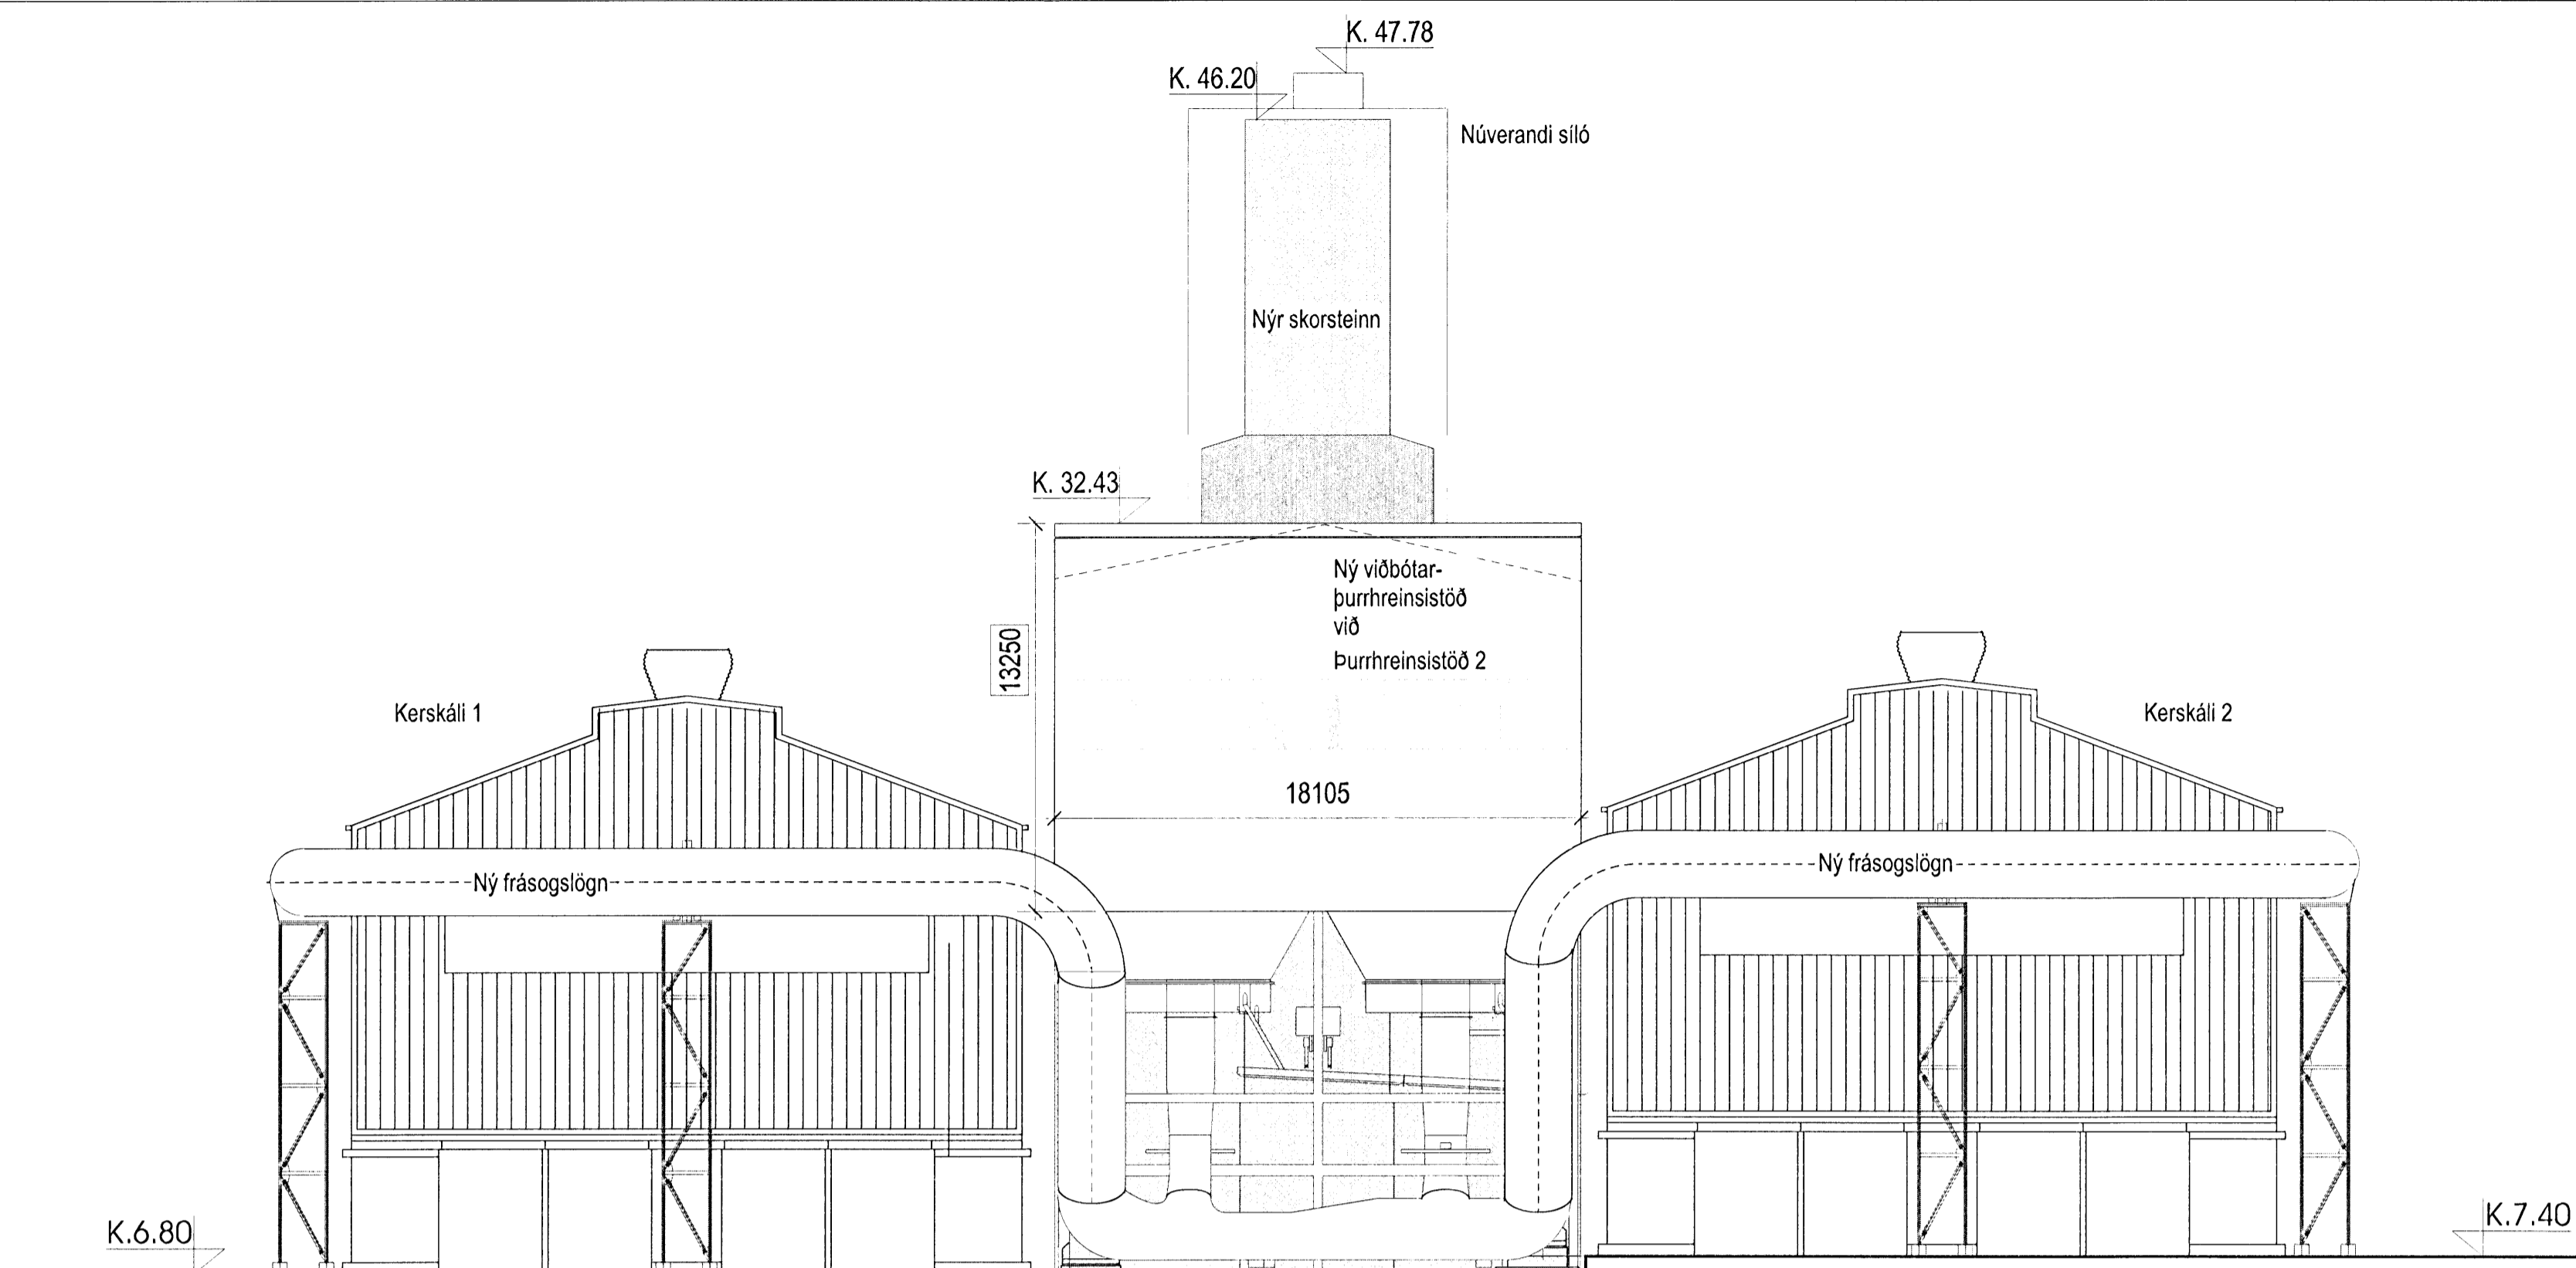 K. 47.78
K. 46.20
Núverandi síló
Nýr skorsteinn
K. 32.43
Ný viðbótar-
þurrhreinsistöð
við
Þurrhreinsistöð 2
13250
Kerskáli 1
Kerskáli 2
18105
Ný frásogslögn
Ný frásogslögn
K.6.80
K.7.40